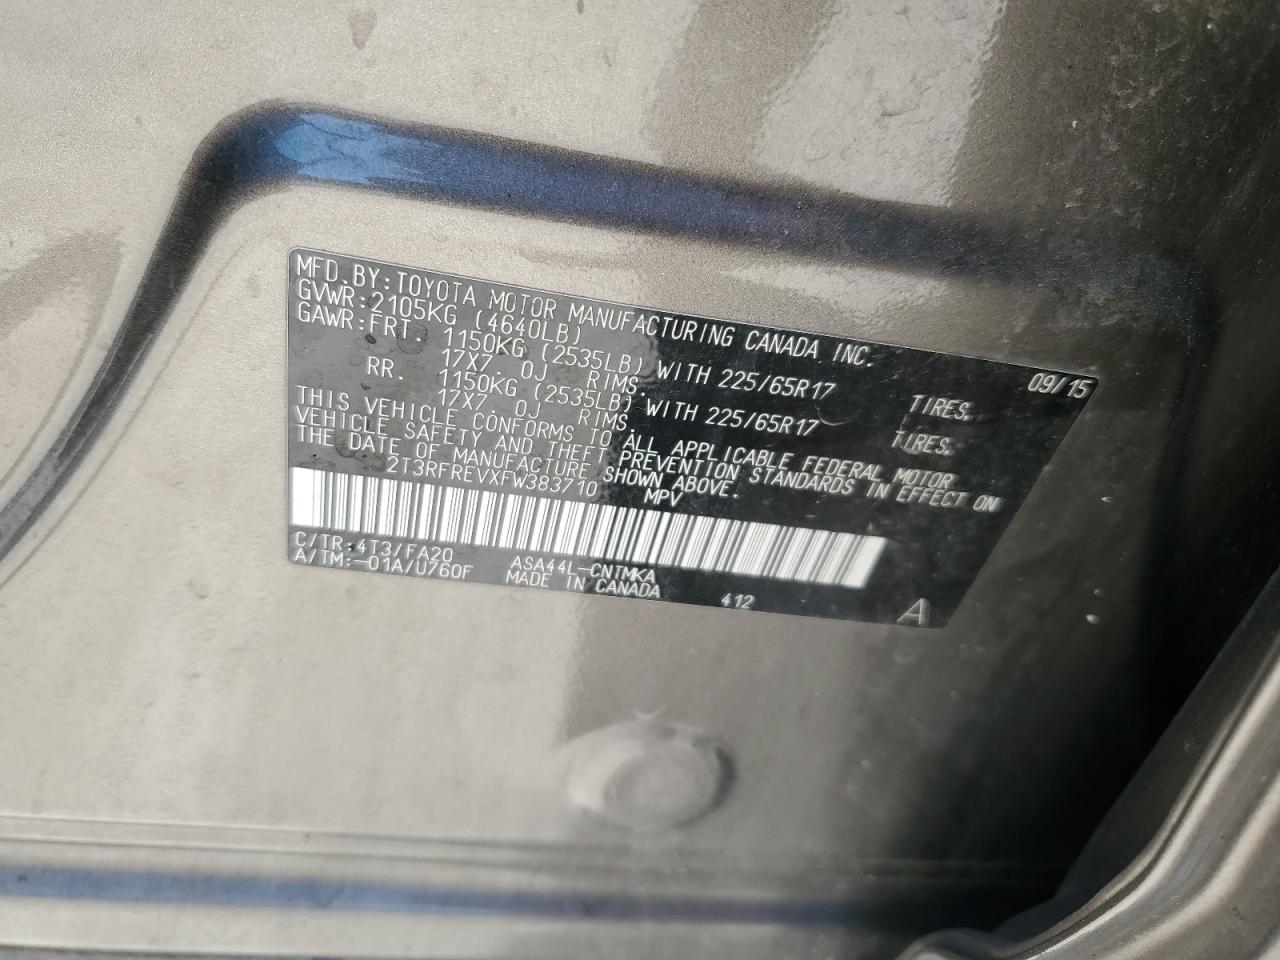 MFD. BY: TOYOTA MOTOR MANUFACTURING CANADA INC. 09/15
GVWR: 2105KG (4640LB)
GAWR: FRT. 1150KG (2535LB) WITH 225/65R17 TIRES,
17X7.0J RIMS.
RR. 1150KG (2535LB) WITH 225/65R17 TIRES,
17X7.0J RIMS.
THIS VEHICLE CONFORMS TO ALL APPLICABLE FEDERAL MOTOR
VEHICLE SAFETY AND THEFT PREVENTION STANDARDS IN EFFECT ON
THE DATE OF MANUFACTURE SHOWN ABOVE.
2T3RFREVXFW383710 MPV
C/TR: 4T3/FA20 ASA44L-CNTMKA
A/TM: -01A/U760F MADE IN CANADA 412 A